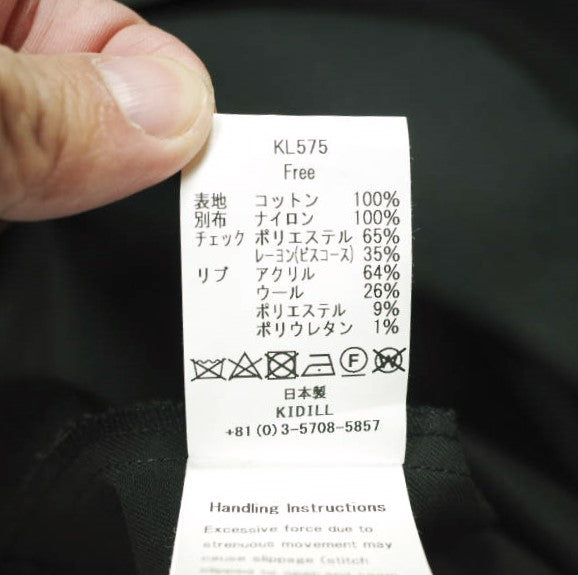 KL575
Free
表地 コットン 100%
別布 ナイロン 100%
チェック ポリエステル 65%
レーヨン(ビスコース) 35%
リブ アクリル 64%
ウール 26%
ポリエステル 9%
ポリウレタン 1%
F W
日本製
KIDILL
+81(0)3-5708-5857
Handling Instructions
Excessive force due to
strenuous movement may
cause slippage (stitch